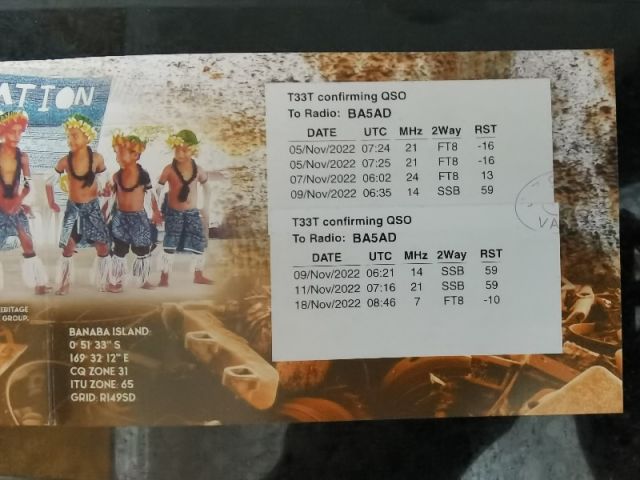 ATION
ERITAGE
GROUP.
BANABA ISLAND:
0° 51' 33" S
169° 32' 12" E
CQ ZONE 31
ITU ZONE: 65
GRID: RI49SD
T33T confirming QSO
To Radio: BA5AD
DATE UTC MHz 2Way RST
05/Nov/2022 07:24 21 FT8 -16
05/Nov/2022 07:25 21 FT8 -16
07/Nov/2022 06:02 24 FT8 13
09/Nov/2022 06:35 14 SSB 59
T33T confirming QSO
To Radio: BA5AD
DATE UTC MHz 2Way RST
09/Nov/2022 06:21 14 SSB 59
11/Nov/2022 07:16 21 SSB 59
18/Nov/2022 08:46 7 FT8 -10
VA